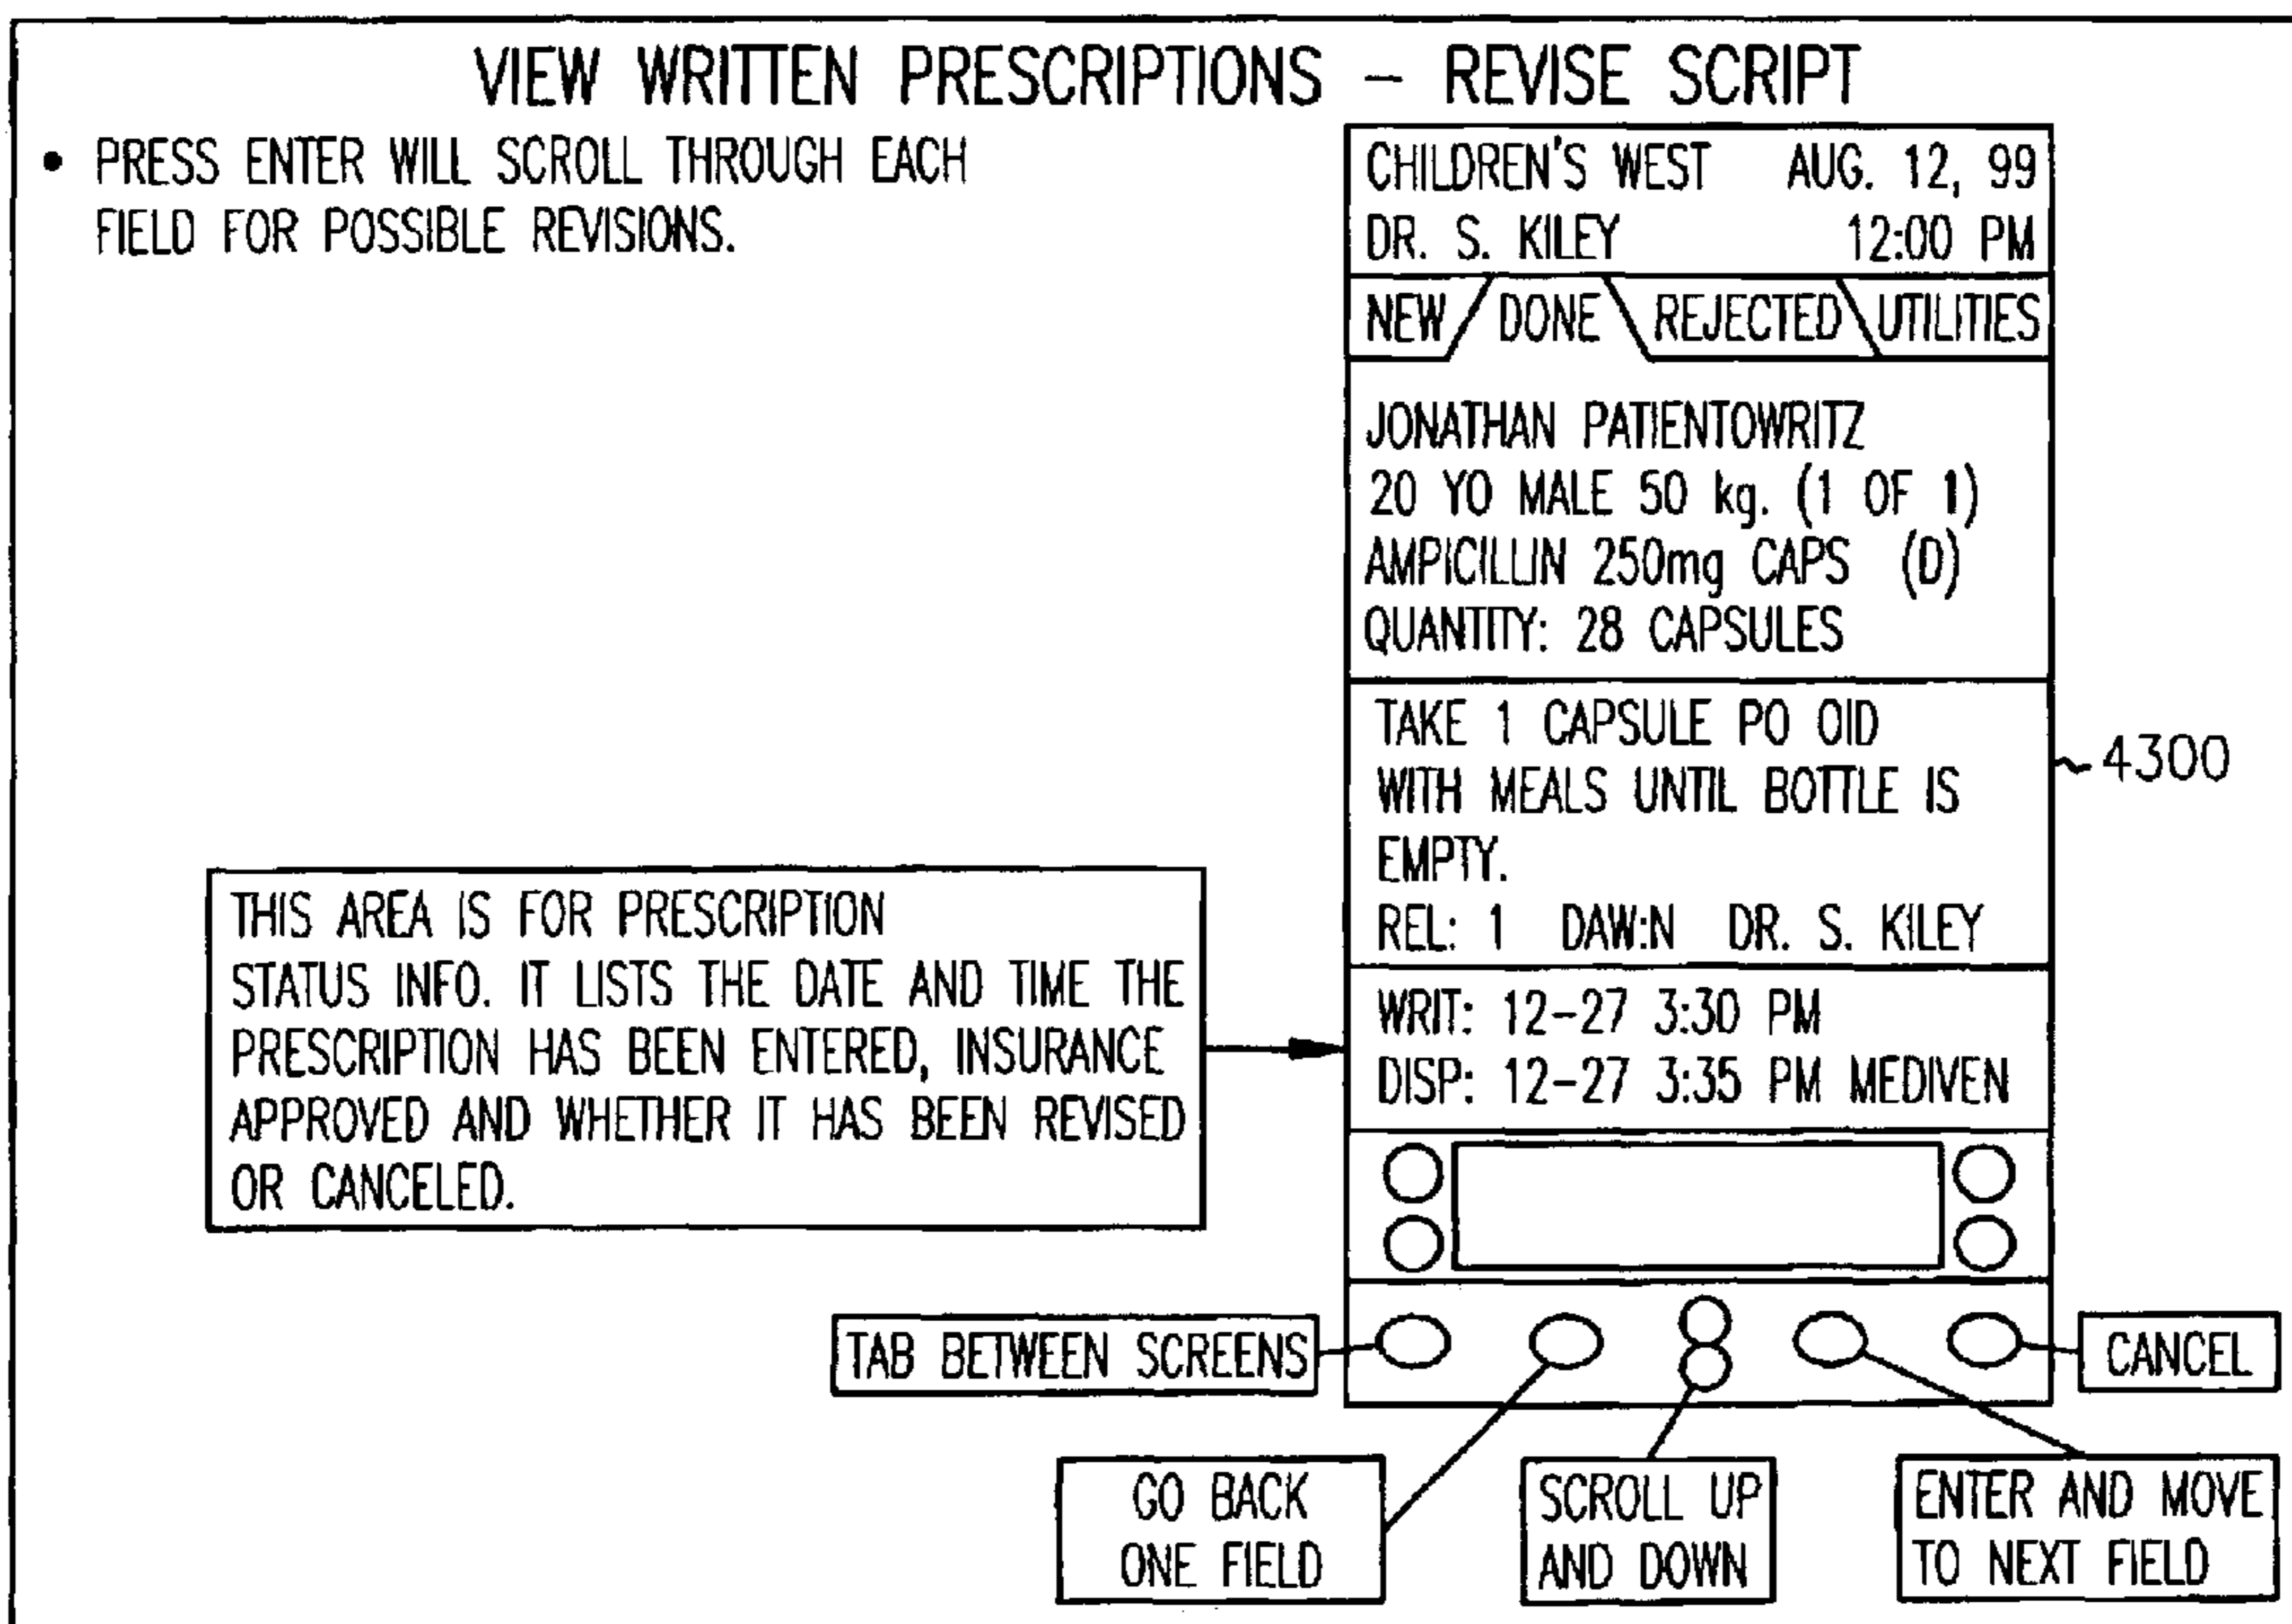 VIEW WRITTEN PRESCRIPTIONS – REVISE SCRIPT
• PRESS ENTER WILL SCROLL THROUGH EACH
FIELD FOR POSSIBLE REVISIONS.
CHILDREN'S WEST AUG. 12, 99
DR. S. KILEY 12:00 PM
NEW DONE REJECTED UTILITIES
JONATHAN PATIENTOWRITZ
20 YO MALE 50 kg. (1 OF 1)
AMPICILLIN 250mg CAPS (D)
QUANTITY: 28 CAPSULES
TAKE 1 CAPSULE PO OID
WITH MEALS UNTIL BOTTLE IS
EMPTY.
REL: 1 DAW:N DR. S. KILEY
4300
WRIT: 12-27 3:30 PM
DISP: 12-27 3:35 PM MEDIVEN
THIS AREA IS FOR PRESCRIPTION
STATUS INFO. IT LISTS THE DATE AND TIME THE
PRESCRIPTION HAS BEEN ENTERED, INSURANCE
APPROVED AND WHETHER IT HAS BEEN REVISED
OR CANCELED.
TAB BETWEEN SCREENS
CANCEL
GO BACK
ONE FIELD
SCROLL UP
AND DOWN
ENTER AND MOVE
TO NEXT FIELD